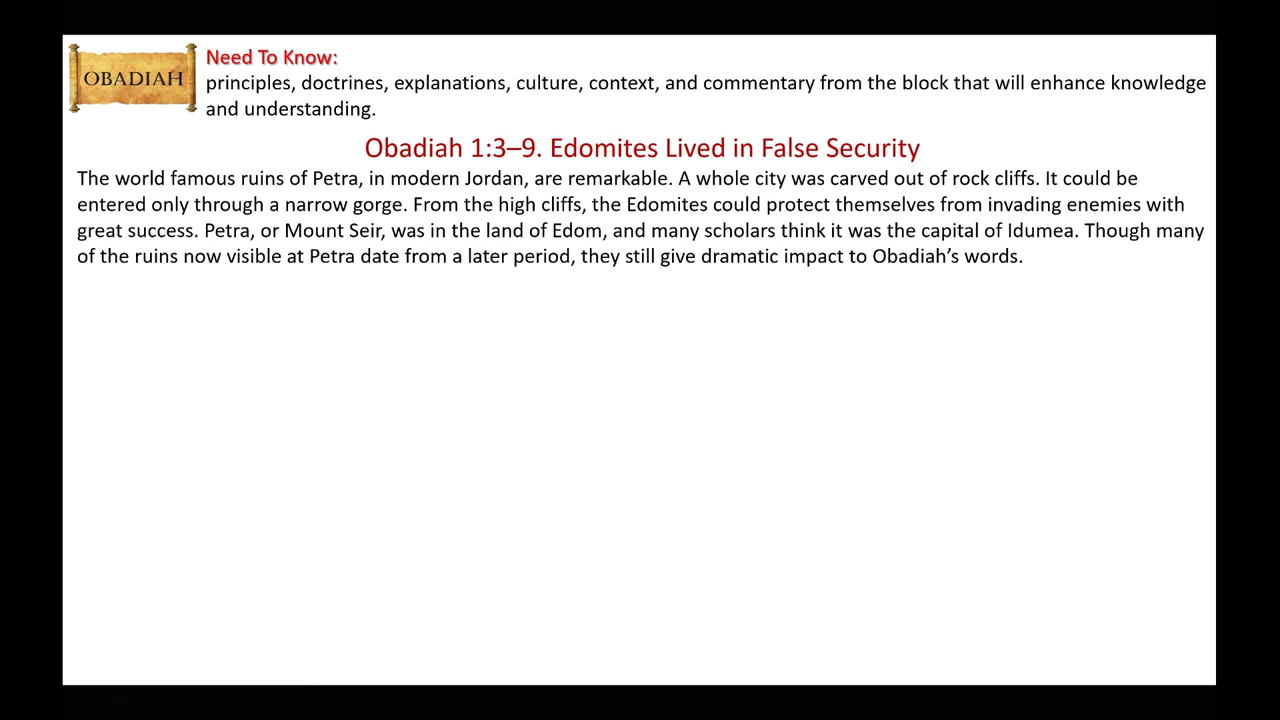 OBADIAH
Need To Know:
principles, doctrines, explanations, culture, context, and commentary from the block that will enhance knowledge
and understanding.
Obadiah 1:3–9. Edomites Lived in False Security
The world famous ruins of Petra, in modern Jordan, are remarkable. A whole city was carved out of rock cliffs. It could be
entered only through a narrow gorge. From the high cliffs, the Edomites could protect themselves from invading enemies with
great success. Petra, or Mount Seir, was in the land of Edom, and many scholars think it was the capital of Idumea. Though many
of the ruins now visible at Petra date from a later period, they still give dramatic impact to Obadiah’s words.